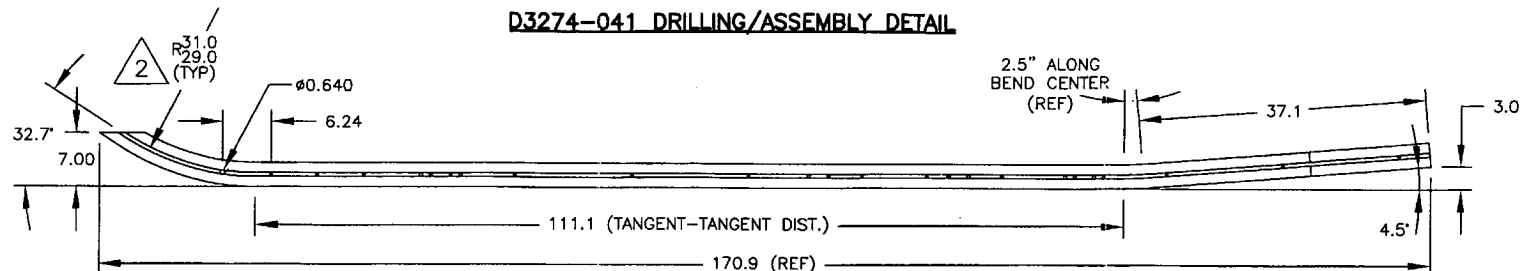 D3274-041 DRILLING/ASSEMBLY DETAIL
2
R31.0
29.0
(TYP)
ø0.640
6.24
2.5" ALONG
BEND CENTER
(REF)
37.1
3.0
32.7°
7.00
111.1 (TANGENT-TANGENT DIST.)
4.5°
170.9 (REF)